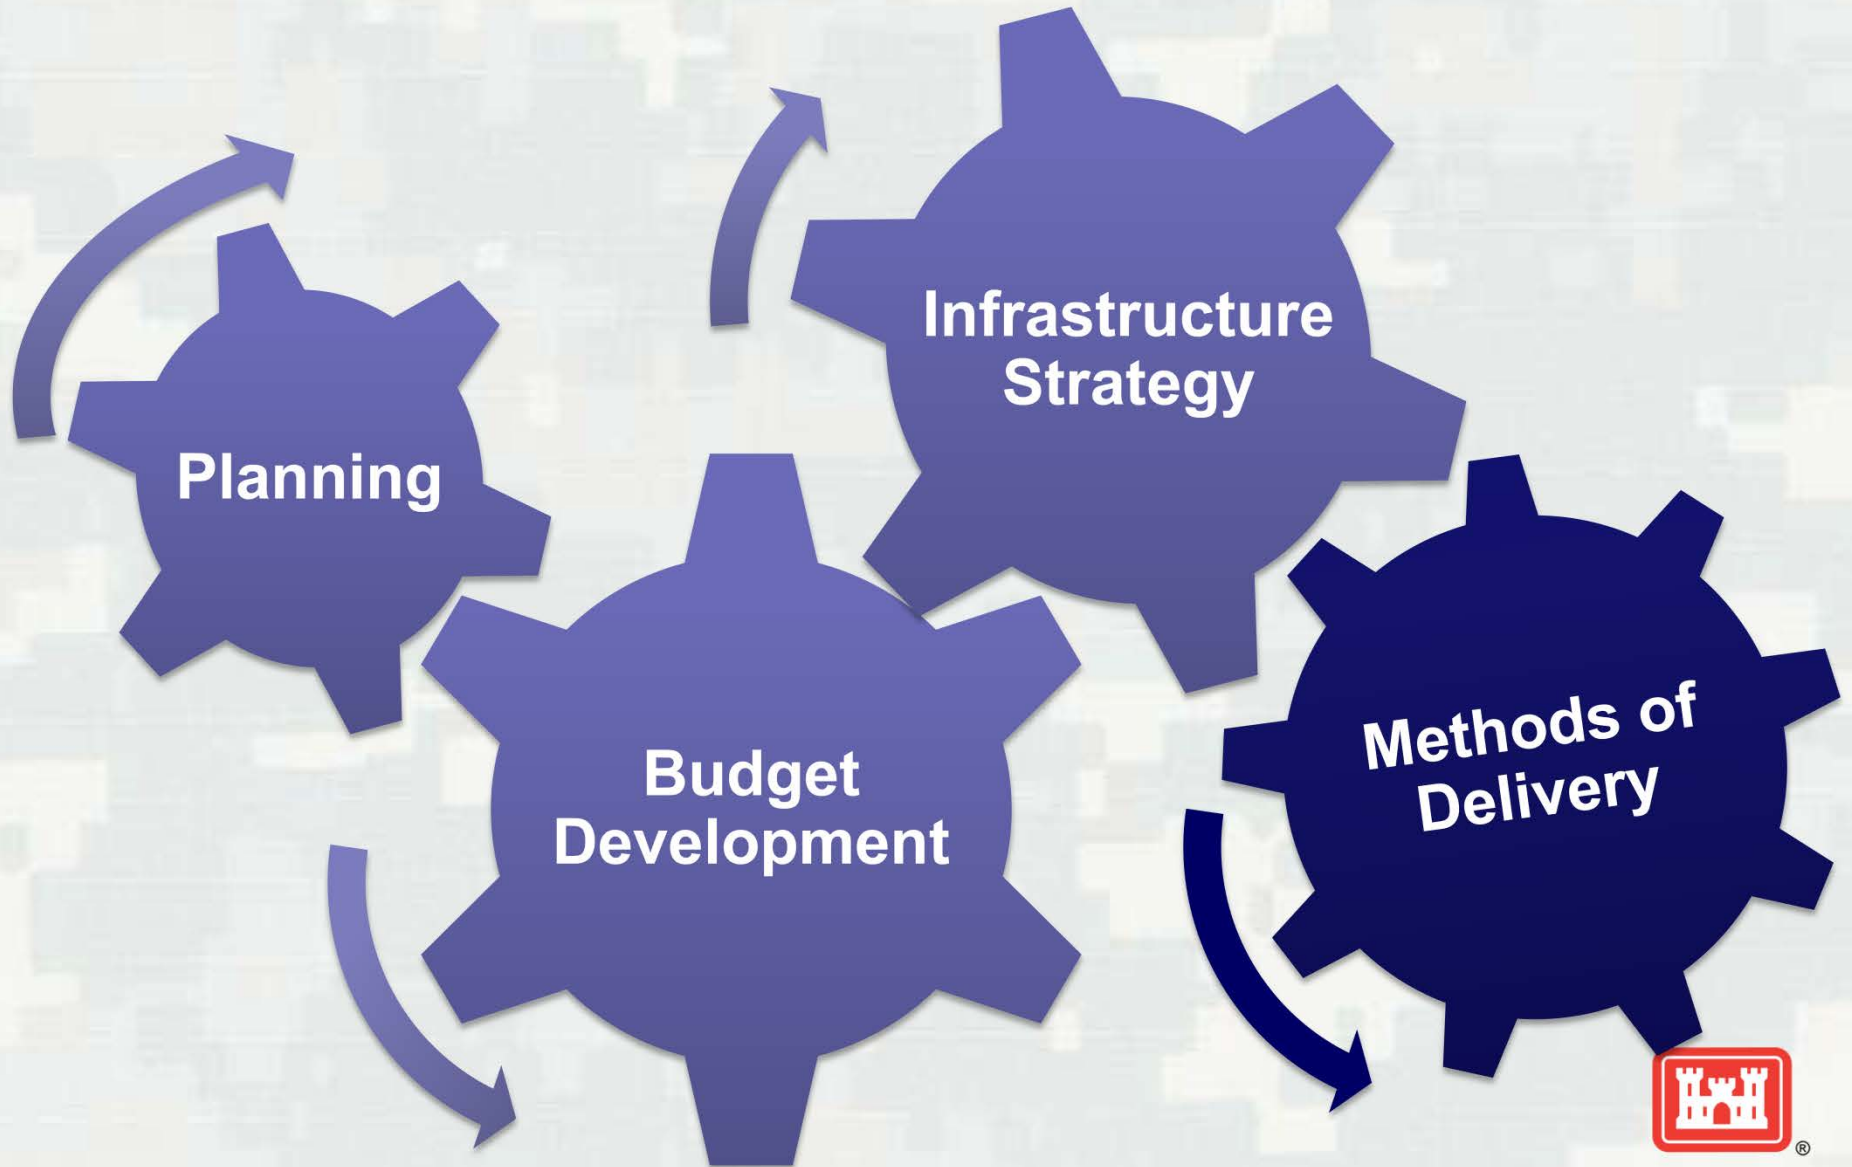 Planning
Infrastructure
Strategy
Budget
Development
Methods of
Delivery
®